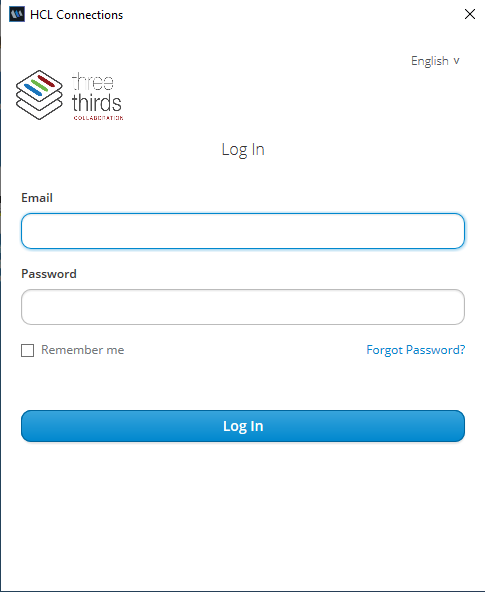 HCL Connections
English
three
thirds
COLLABORATION
Log In
Email
Password
Remember me
Forgot Password?
Log In